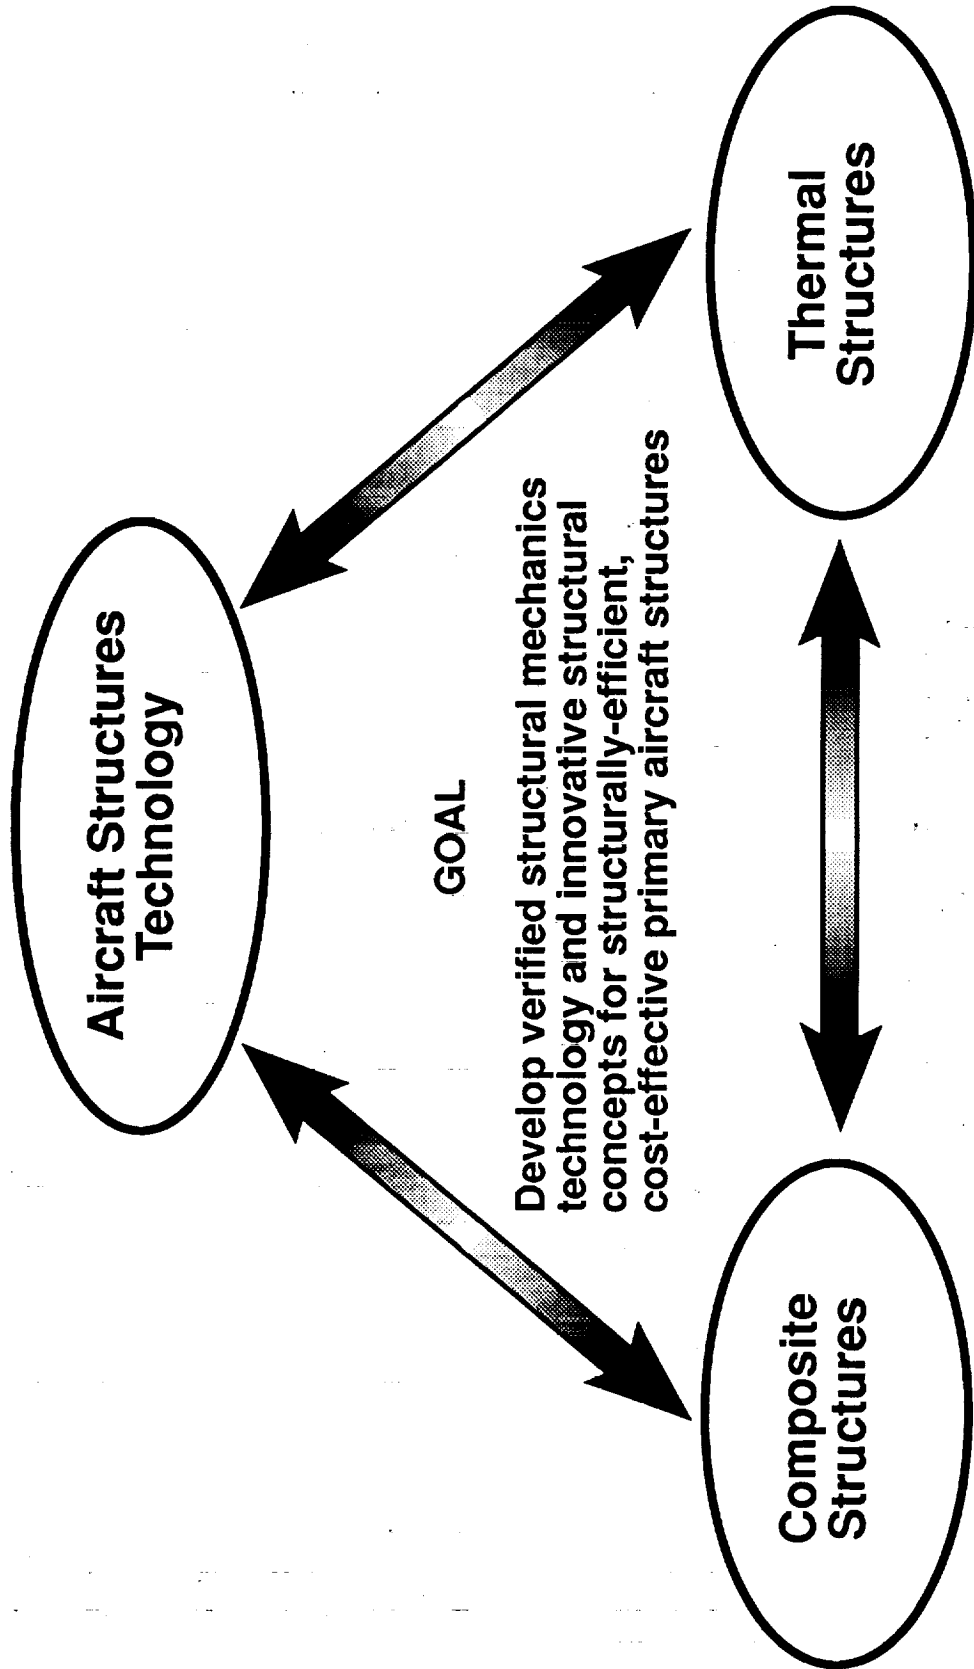 Aircraft Structures
Technology
GOAL
Develop verified structural mechanics
technology and innovative structural
concepts for structurally-efficient,
cost-effective primary aircraft structures
Composite
Structures
Thermal
Structures